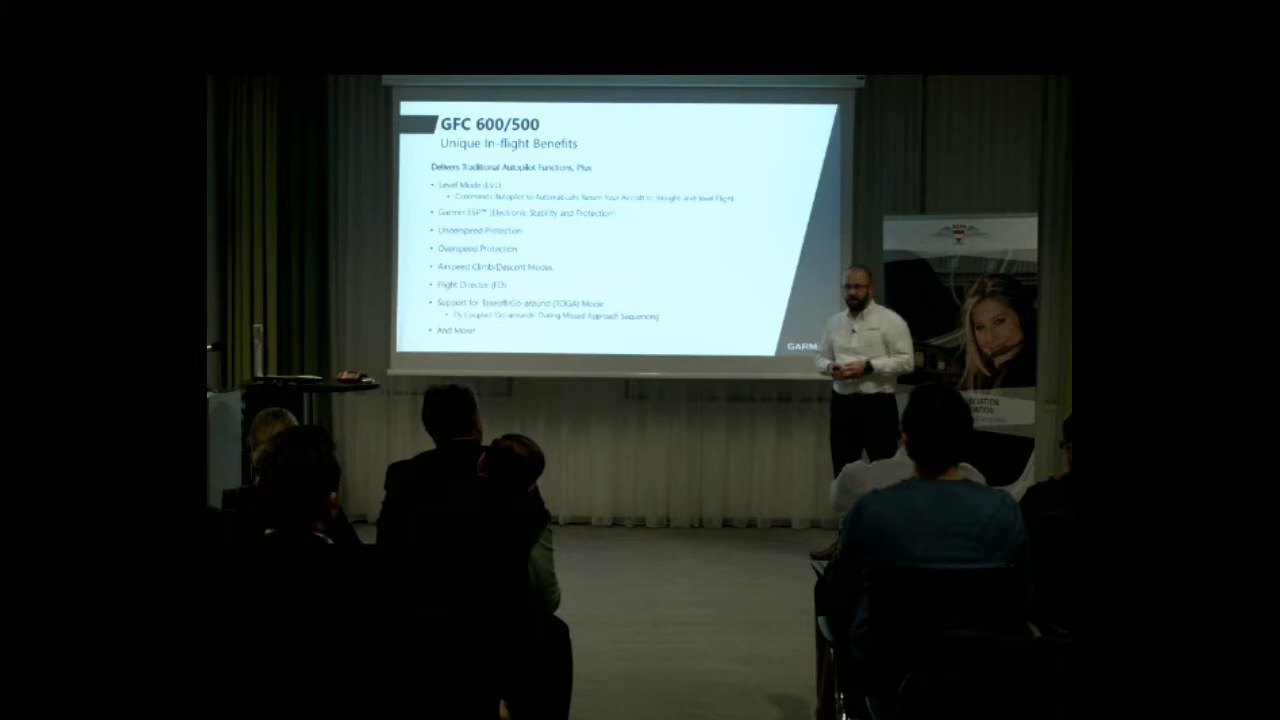 GFC 600/500
Unique In-flight Benefits
Delivers Traditional Autopilot Functions, Plus
• Level Mode (LVL)
• Commands Autopilot to Automatically Return Your Aircraft to Straight-and-level Flight
• Garmin ESP™ (Electronic Stability and Protection)
• Underspeed Protection
• Overspeed Protection
• Airspeed Climb/Descent Modes
• Flight Director (FD)
• Support for Takeoff/Go-around (TOGA) Mode
• Fly Coupled 'Go-arounds' During Missed Approach Sequencing
• And More!
GARM